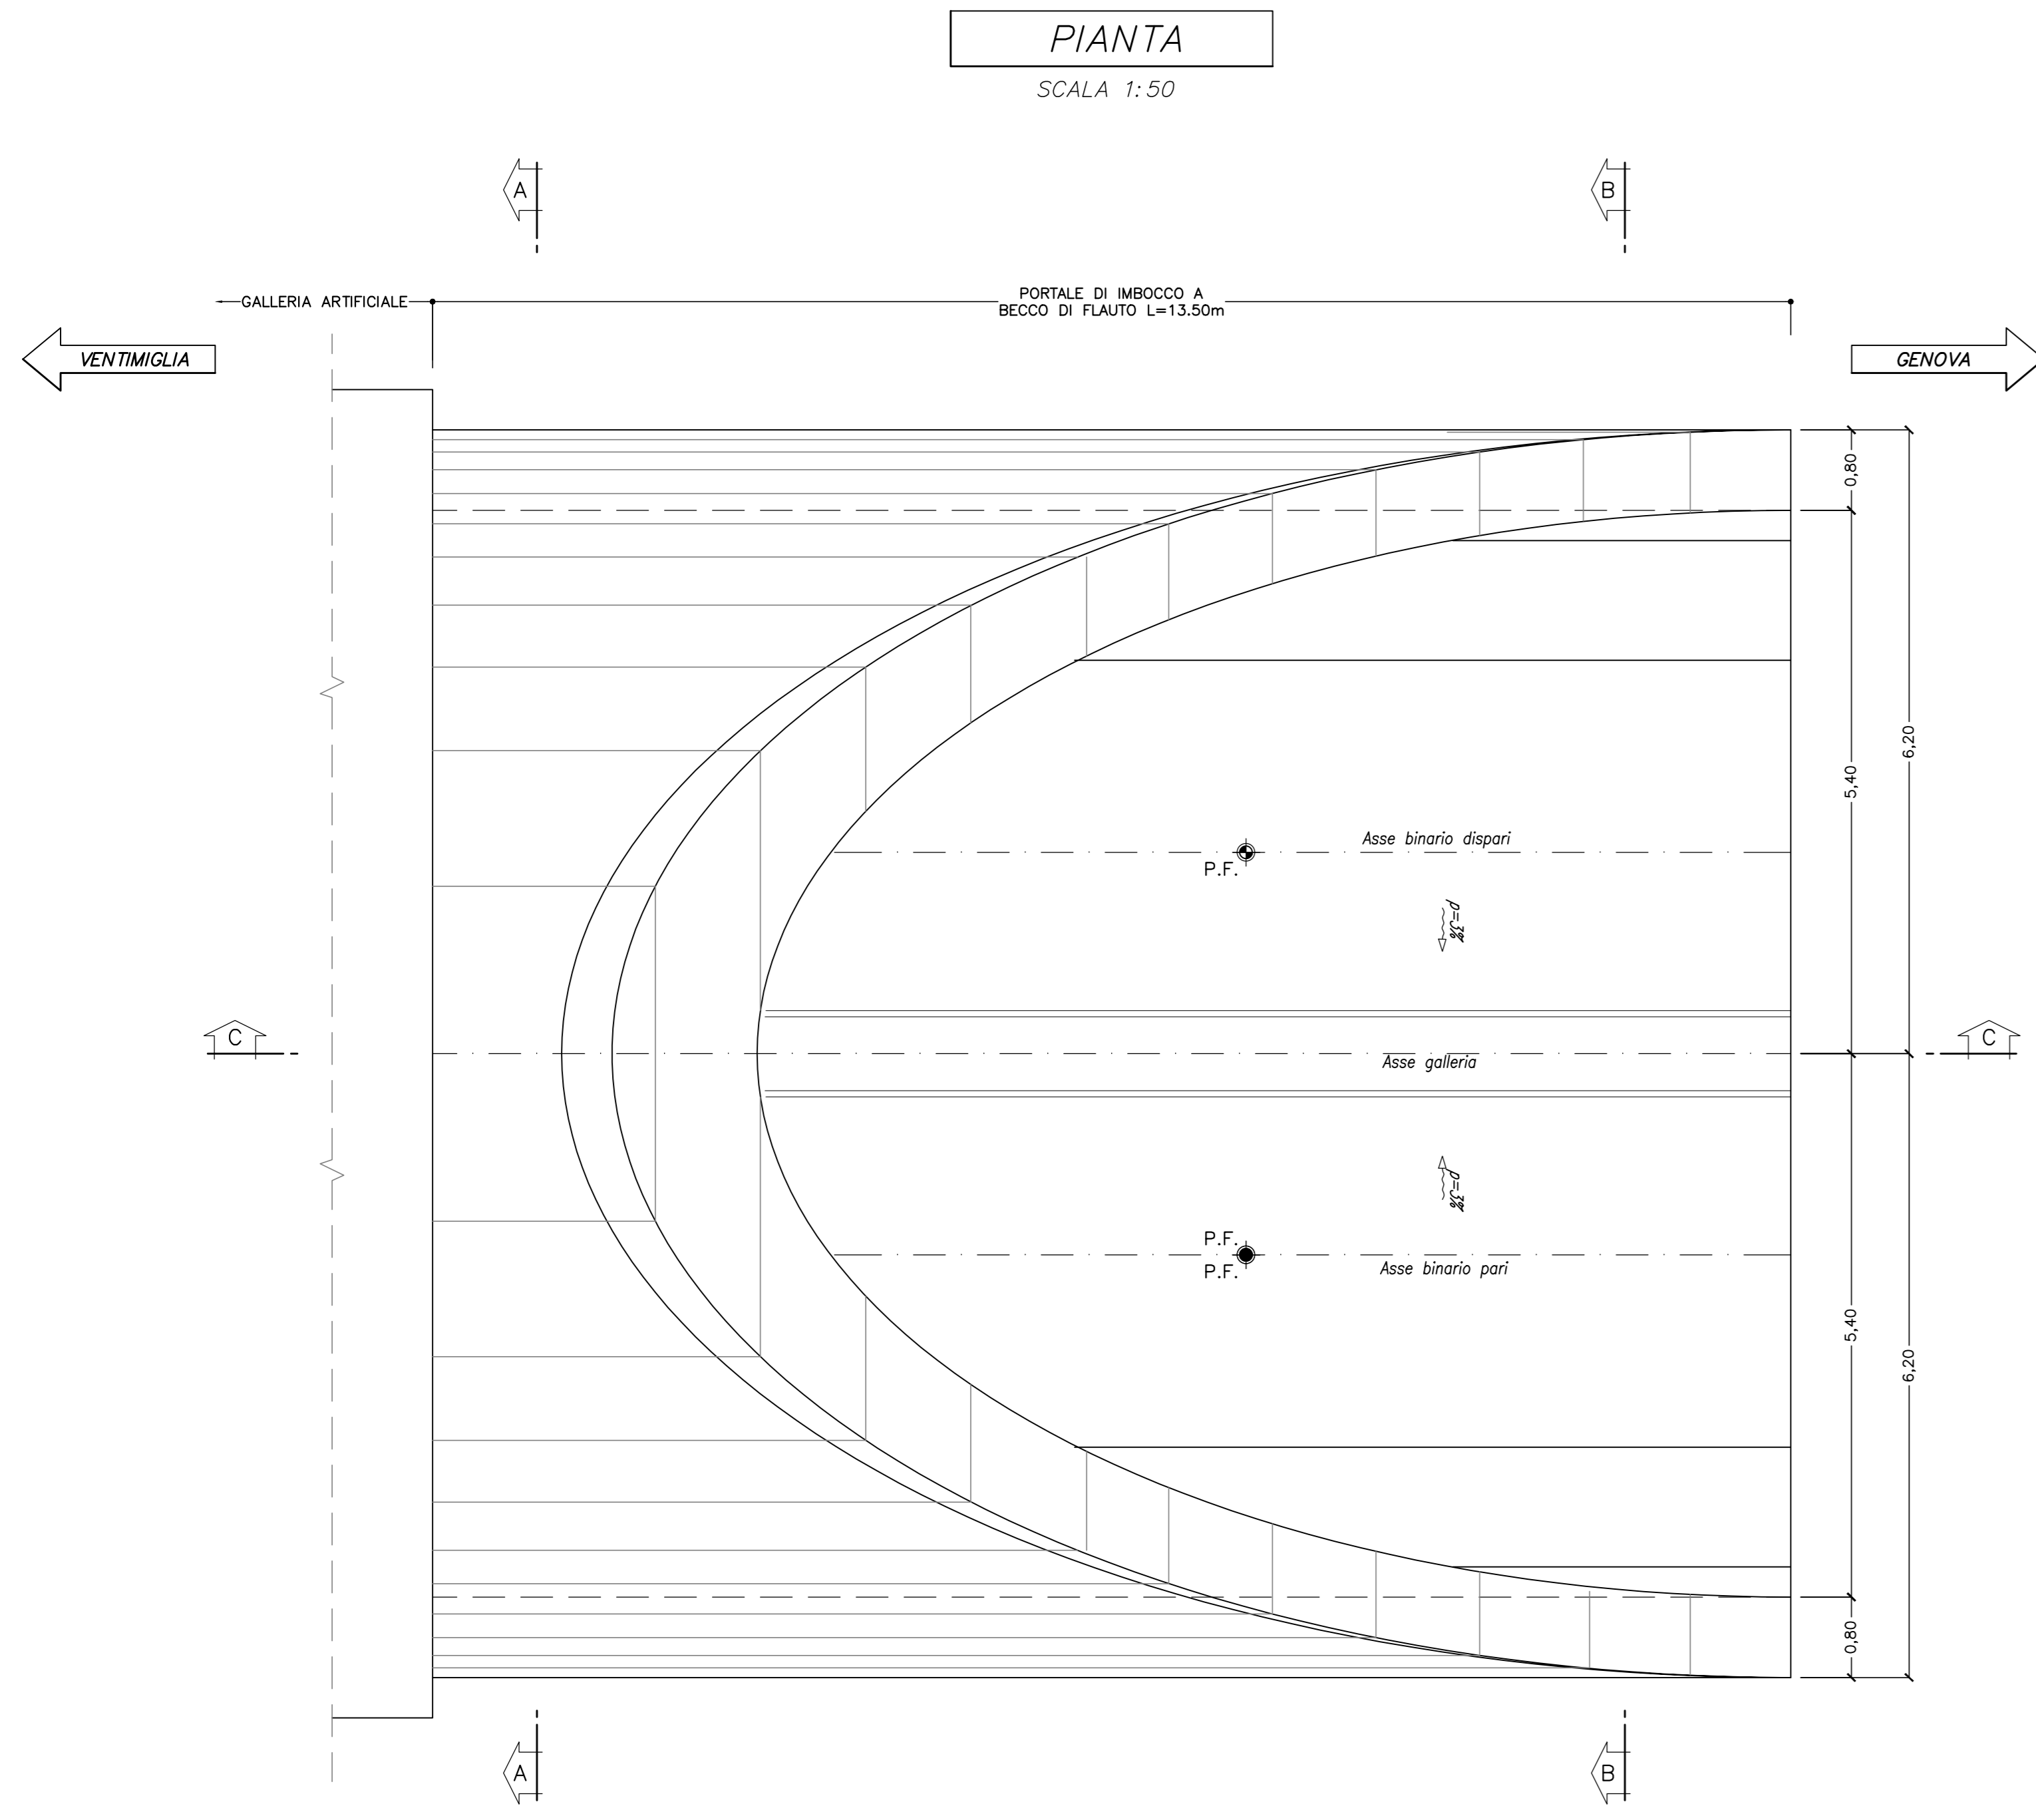 PIANTA
SCALA 1:50
A
B
GALLERIA ARTIFICIALE
PORTALE DI IMBOCCO A
BECCO DI FLAUTO L=13.50m
VENTIMIGLIA
GENOVA
0,80
6,20
5,40
Asse binario dispari
P.F.
p=3%
C
C
Asse galleria
p=3%
P.F.
P.F.
Asse binario pari
5,40
6,20
0,80
A
B